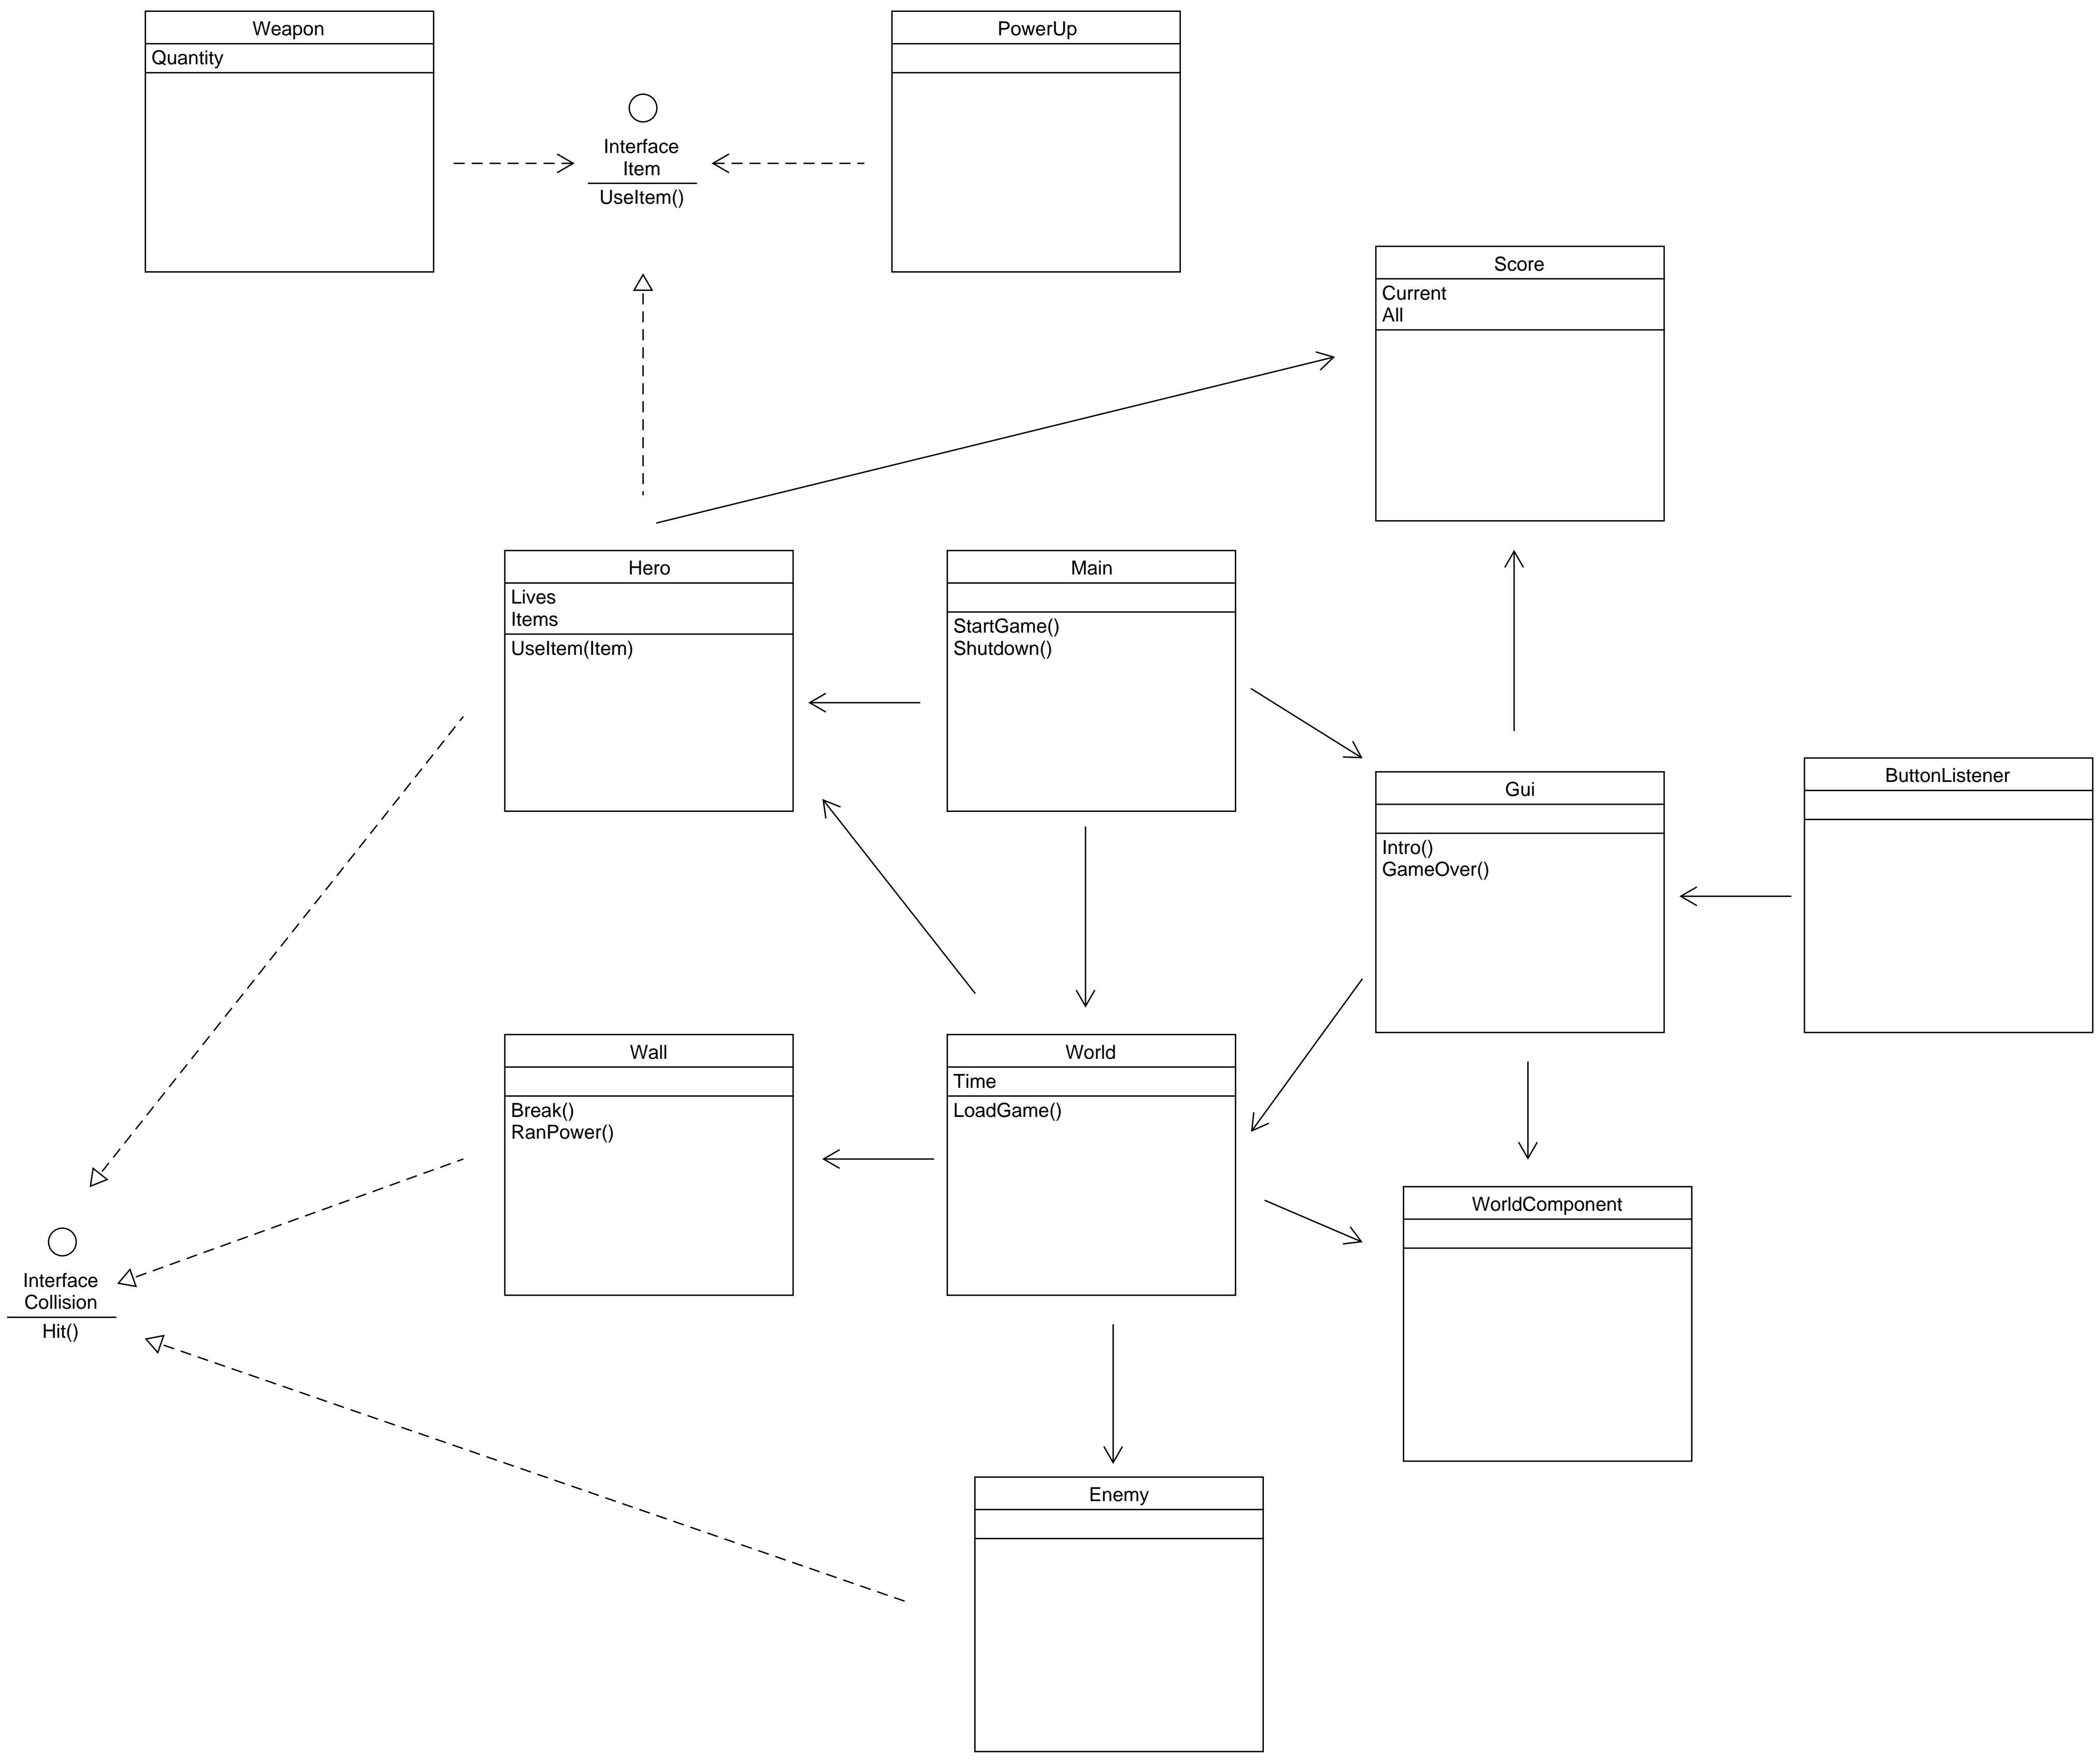 Weapon
Quantity
PowerUp
Interface
Item
UseItem()
Score
Current
All
Hero
Lives
Items
UseItem(Item)
Main
StartGame()
Shutdown()
Gui
Intro()
GameOver()
ButtonListener
Wall
Break()
RanPower()
World
Time
LoadGame()
WorldComponent
Interface
Collision
Hit()
Enemy